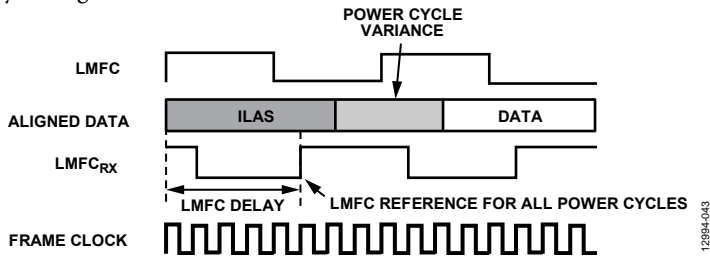 POWER CYCLE
VARIANCE
LMFC
ALIGNED DATA
ILAS
DATA
LMFCRX
LMFC DELAY
LMFC REFERENCE FOR ALL POWER CYCLES
FRAME CLOCK
12994-043